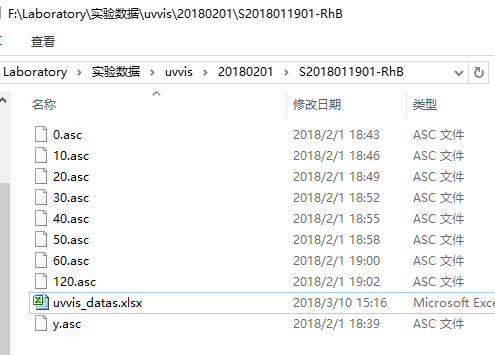 F:\Laboratory\实验数据\uvvis\20180201\S2018011901-RhB
查看
Laboratory > 实验数据 > uvvis > 20180201 > S2018011901-RhB
名称 修改日期 类型
0.asc 2018/2/1 18:43 ASC 文件
10.asc 2018/2/1 18:46 ASC 文件
20.asc 2018/2/1 18:49 ASC 文件
30.asc 2018/2/1 18:52 ASC 文件
40.asc 2018/2/1 18:55 ASC 文件
50.asc 2018/2/1 18:58 ASC 文件
60.asc 2018/2/1 19:00 ASC 文件
120.asc 2018/2/1 19:02 ASC 文件
uvvis_datas.xlsx 2018/3/10 15:16 Microsoft Exce
y.asc 2018/2/1 18:39 ASC 文件